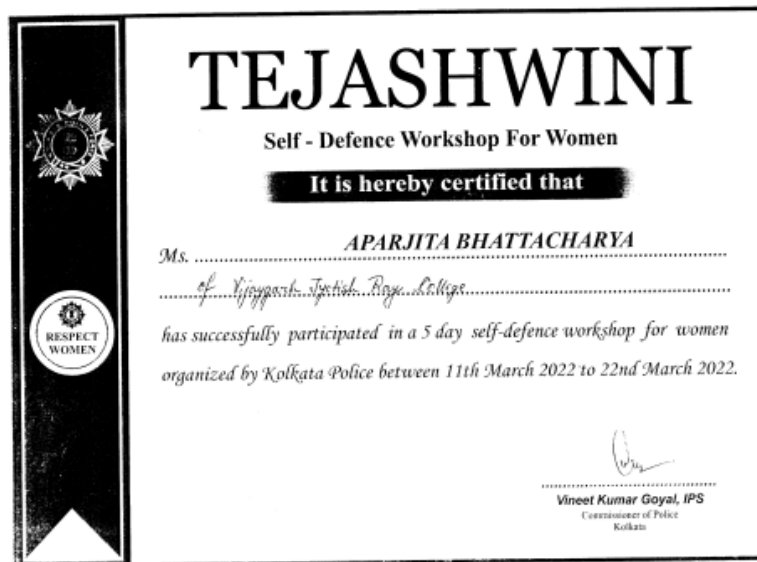 TEJASHWINI
Self - Defence Workshop For Women
It is hereby certified that
Ms. APARJITA BHATTACHARYA
of Vijaygarh Jyotish Ray College
has successfully participated in a 5 day self-defence workshop for women
organized by Kolkata Police between 11th March 2022 to 22nd March 2022.
RESPECT
WOMEN
Vineet Kumar Goyal, IPS
Commissioner of Police
Kolkata